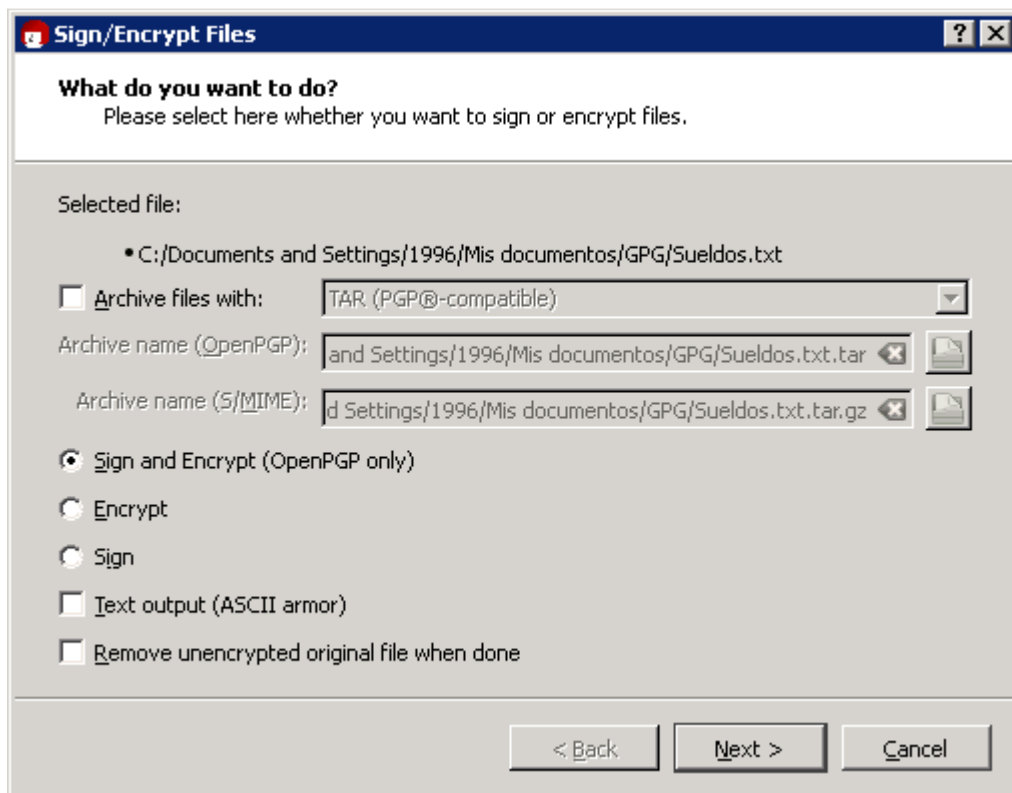 Sign/Encrypt Files
What do you want to do?
Please select here whether you want to sign or encrypt files.
Selected file:
• C:/Documents and Settings/1996/Mis documentos/GPG/Sueldos.txt
Archive files with: TAR (PGP®-compatible)
Archive name (OpenPGP): and Settings/1996/Mis documentos/GPG/Sueldos.txt.tar
Archive name (S/MIME): d Settings/1996/Mis documentos/GPG/Sueldos.txt.tar.gz
Sign and Encrypt (OpenPGP only)
Encrypt
Sign
Text output (ASCII armor)
Remove unencrypted original file when done
< Back Next > Cancel